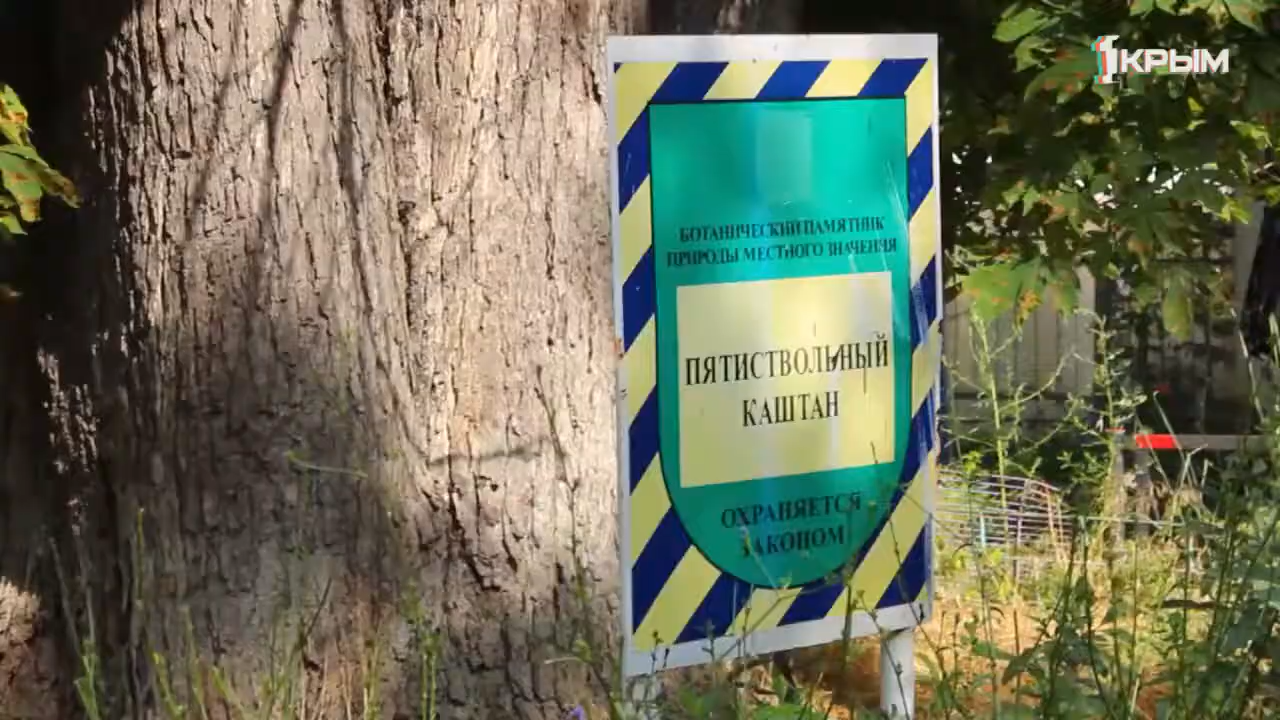 1КРЫМ
БОТАНИЧЕСКИЙ ПАМЯТНИК
ПРИРОДЫ МЕСТНОГО ЗНАЧЕНИЯ
ПЯТИСТВОЛЬНЫЙ
КАШТАН
ОХРАНЯЕТСЯ
ЗАКОНОМ